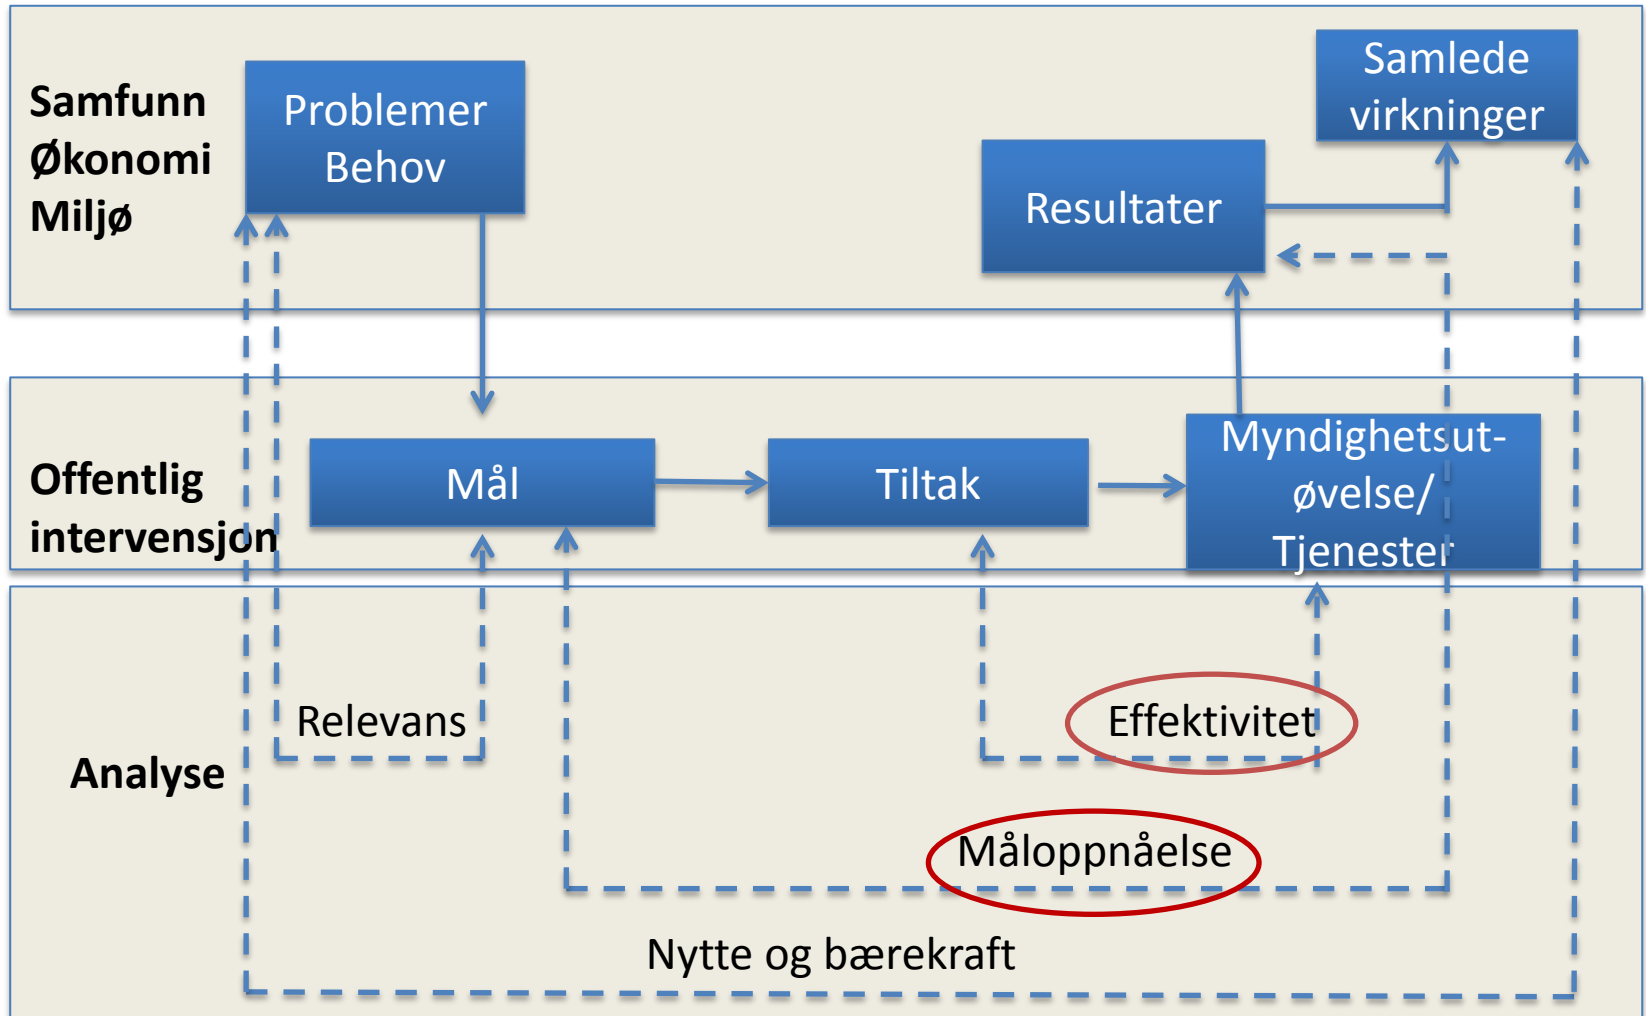 Samfunn
Økonomi
Miljø
Problemer
Behov
Resultater
Samlede
virkninger
Offentlig
intervensjon
Mål
Tiltak
Myndighetsut-
øvelse/
Tjenester
Analyse
Relevans
Effektivitet
Måloppnåelse
Nytte og bærekraft